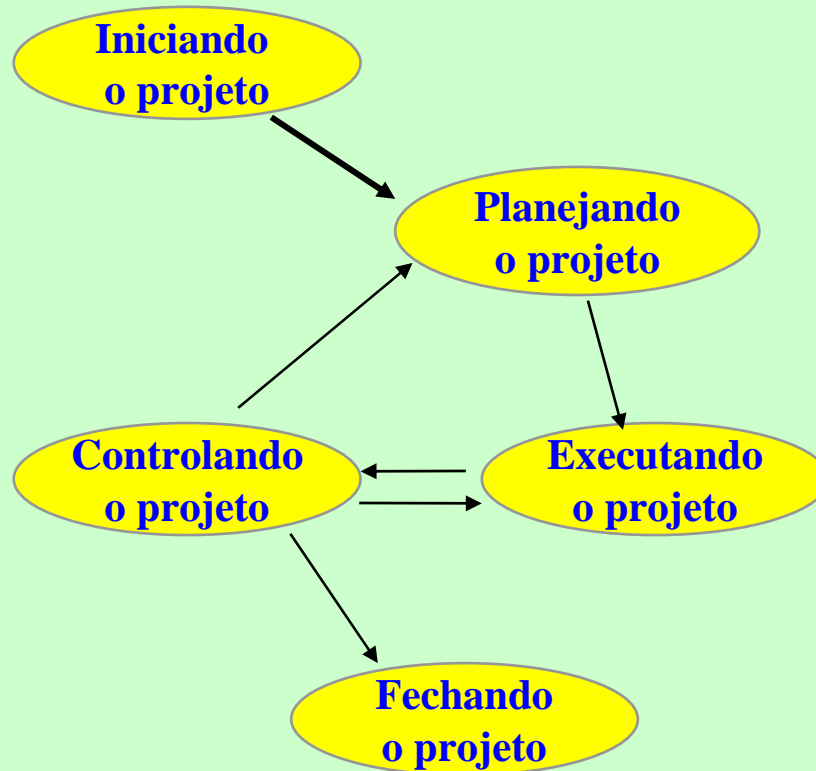 Iniciando
o projeto
Planejando
o projeto
Controlando
o projeto
Executando
o projeto
Fechando
o projeto